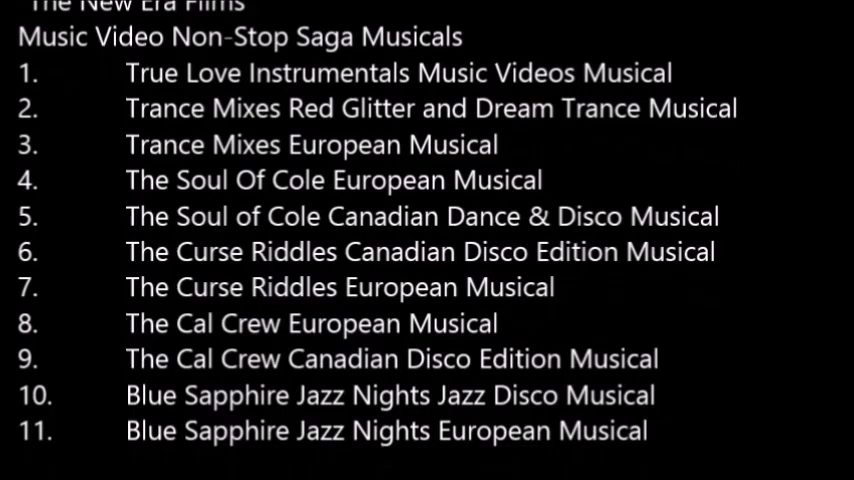 The New Era Films
Music Video Non-Stop Saga Musicals
1. True Love Instrumentals Music Videos Musical
2. Trance Mixes Red Glitter and Dream Trance Musical
3. Trance Mixes European Musical
4. The Soul Of Cole European Musical
5. The Soul of Cole Canadian Dance & Disco Musical
6. The Curse Riddles Canadian Disco Edition Musical
7. The Curse Riddles European Musical
8. The Cal Crew European Musical
9. The Cal Crew Canadian Disco Edition Musical
10. Blue Sapphire Jazz Nights Jazz Disco Musical
11. Blue Sapphire Jazz Nights European Musical